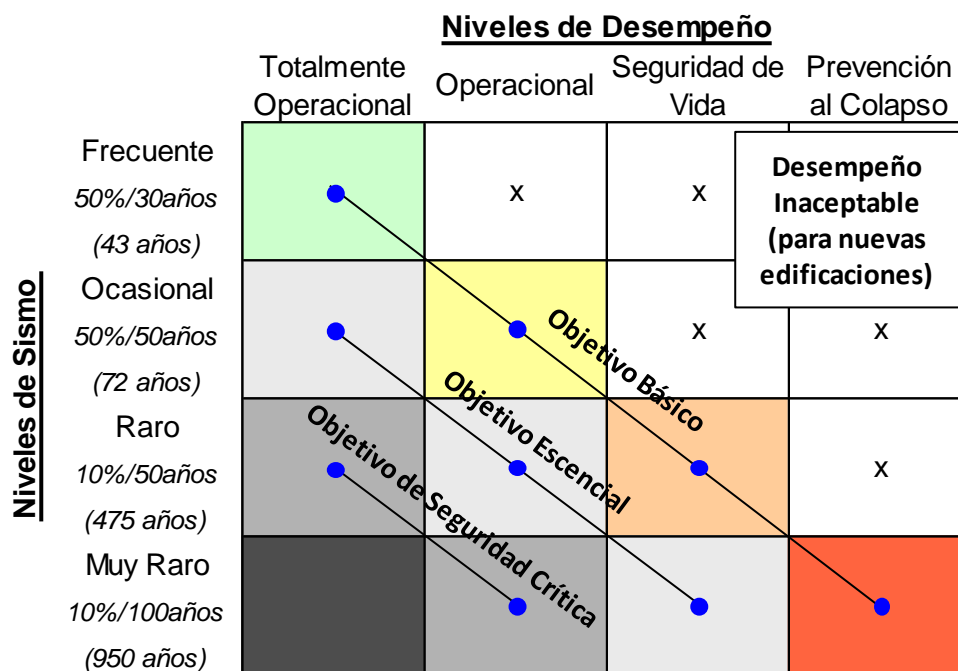 Niveles de Desempeño
Totalmente
Operacional
Operacional
Seguridad de
Vida
Prevención
al Colapso
Niveles de Sismo
Frecuente
50%/30años
(43 años)
x
x
Desempeño
Inaceptable
(para nuevas
edificaciones)
Ocasional
50%/50años
(72 años)
x
x
Raro
10%/50años
(475 años)
x
Muy Raro
10%/100años
(950 años)
Objetivo Básico
Objetivo Escencial
Objetivo de Seguridad Crítica